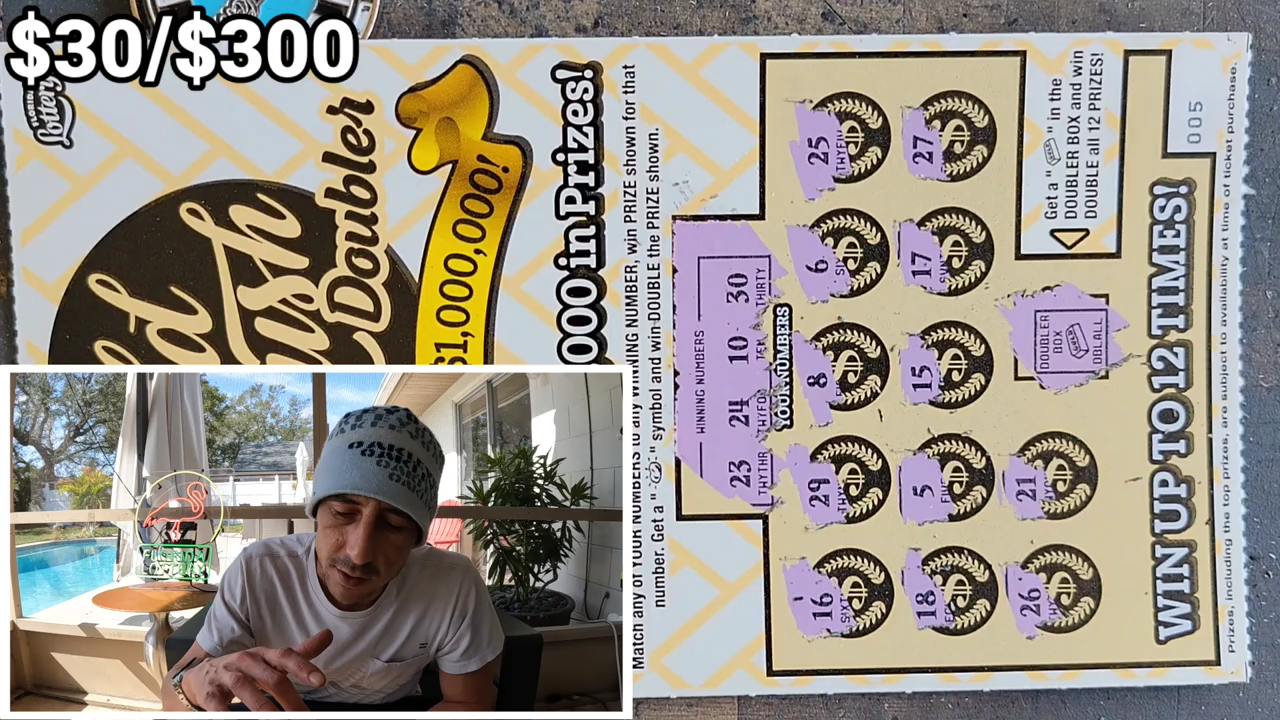 $30/$300
FLORIDA
Lottery
Doubler
$1,000,000!
000 in Prizes!
Match any of YOUR NUMBERS to any WINNING NUMBER, win PRIZE shown for that
number. Get a " " symbol and win DOUBLE the PRIZE shown.
WINNING NUMBERS
23 24 10 30
THYTHR THYFO TEN THIRTY
YOUR NUMBERS
16 29 8 6 25
18 5 15 17 27
26 21
DOUBLER
BOX
DBLALL
Get a " " in the
DOUBLER BOX and win
DOUBLE all 12 PRIZES!
WIN UP TO 12 TIMES!
005
Prizes, including the top prizes, are subject to availability at time of ticket purchase.